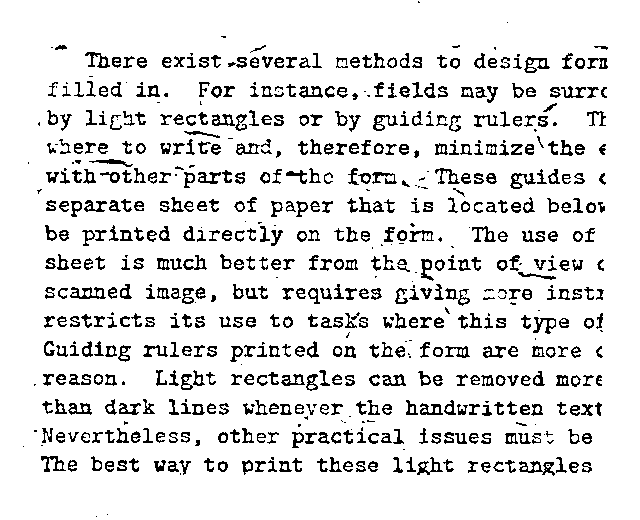 There exist several methods to design form
filled in. For instance, fields may be surro
by light rectangles or by guiding rulers. Th
where to write and, therefore, minimize the e
with other parts of the form. These guides c
separate sheet of paper that is located below
be printed directly on the form. The use of
sheet is much better from the point of view o
scanned image, but requires giving more instr
restricts its use to tasks where this type of
Guiding rulers printed on the form are more c
reason. Light rectangles can be removed more
than dark lines whenever the handwritten text
Nevertheless, other practical issues must be
The best way to print these light rectangles